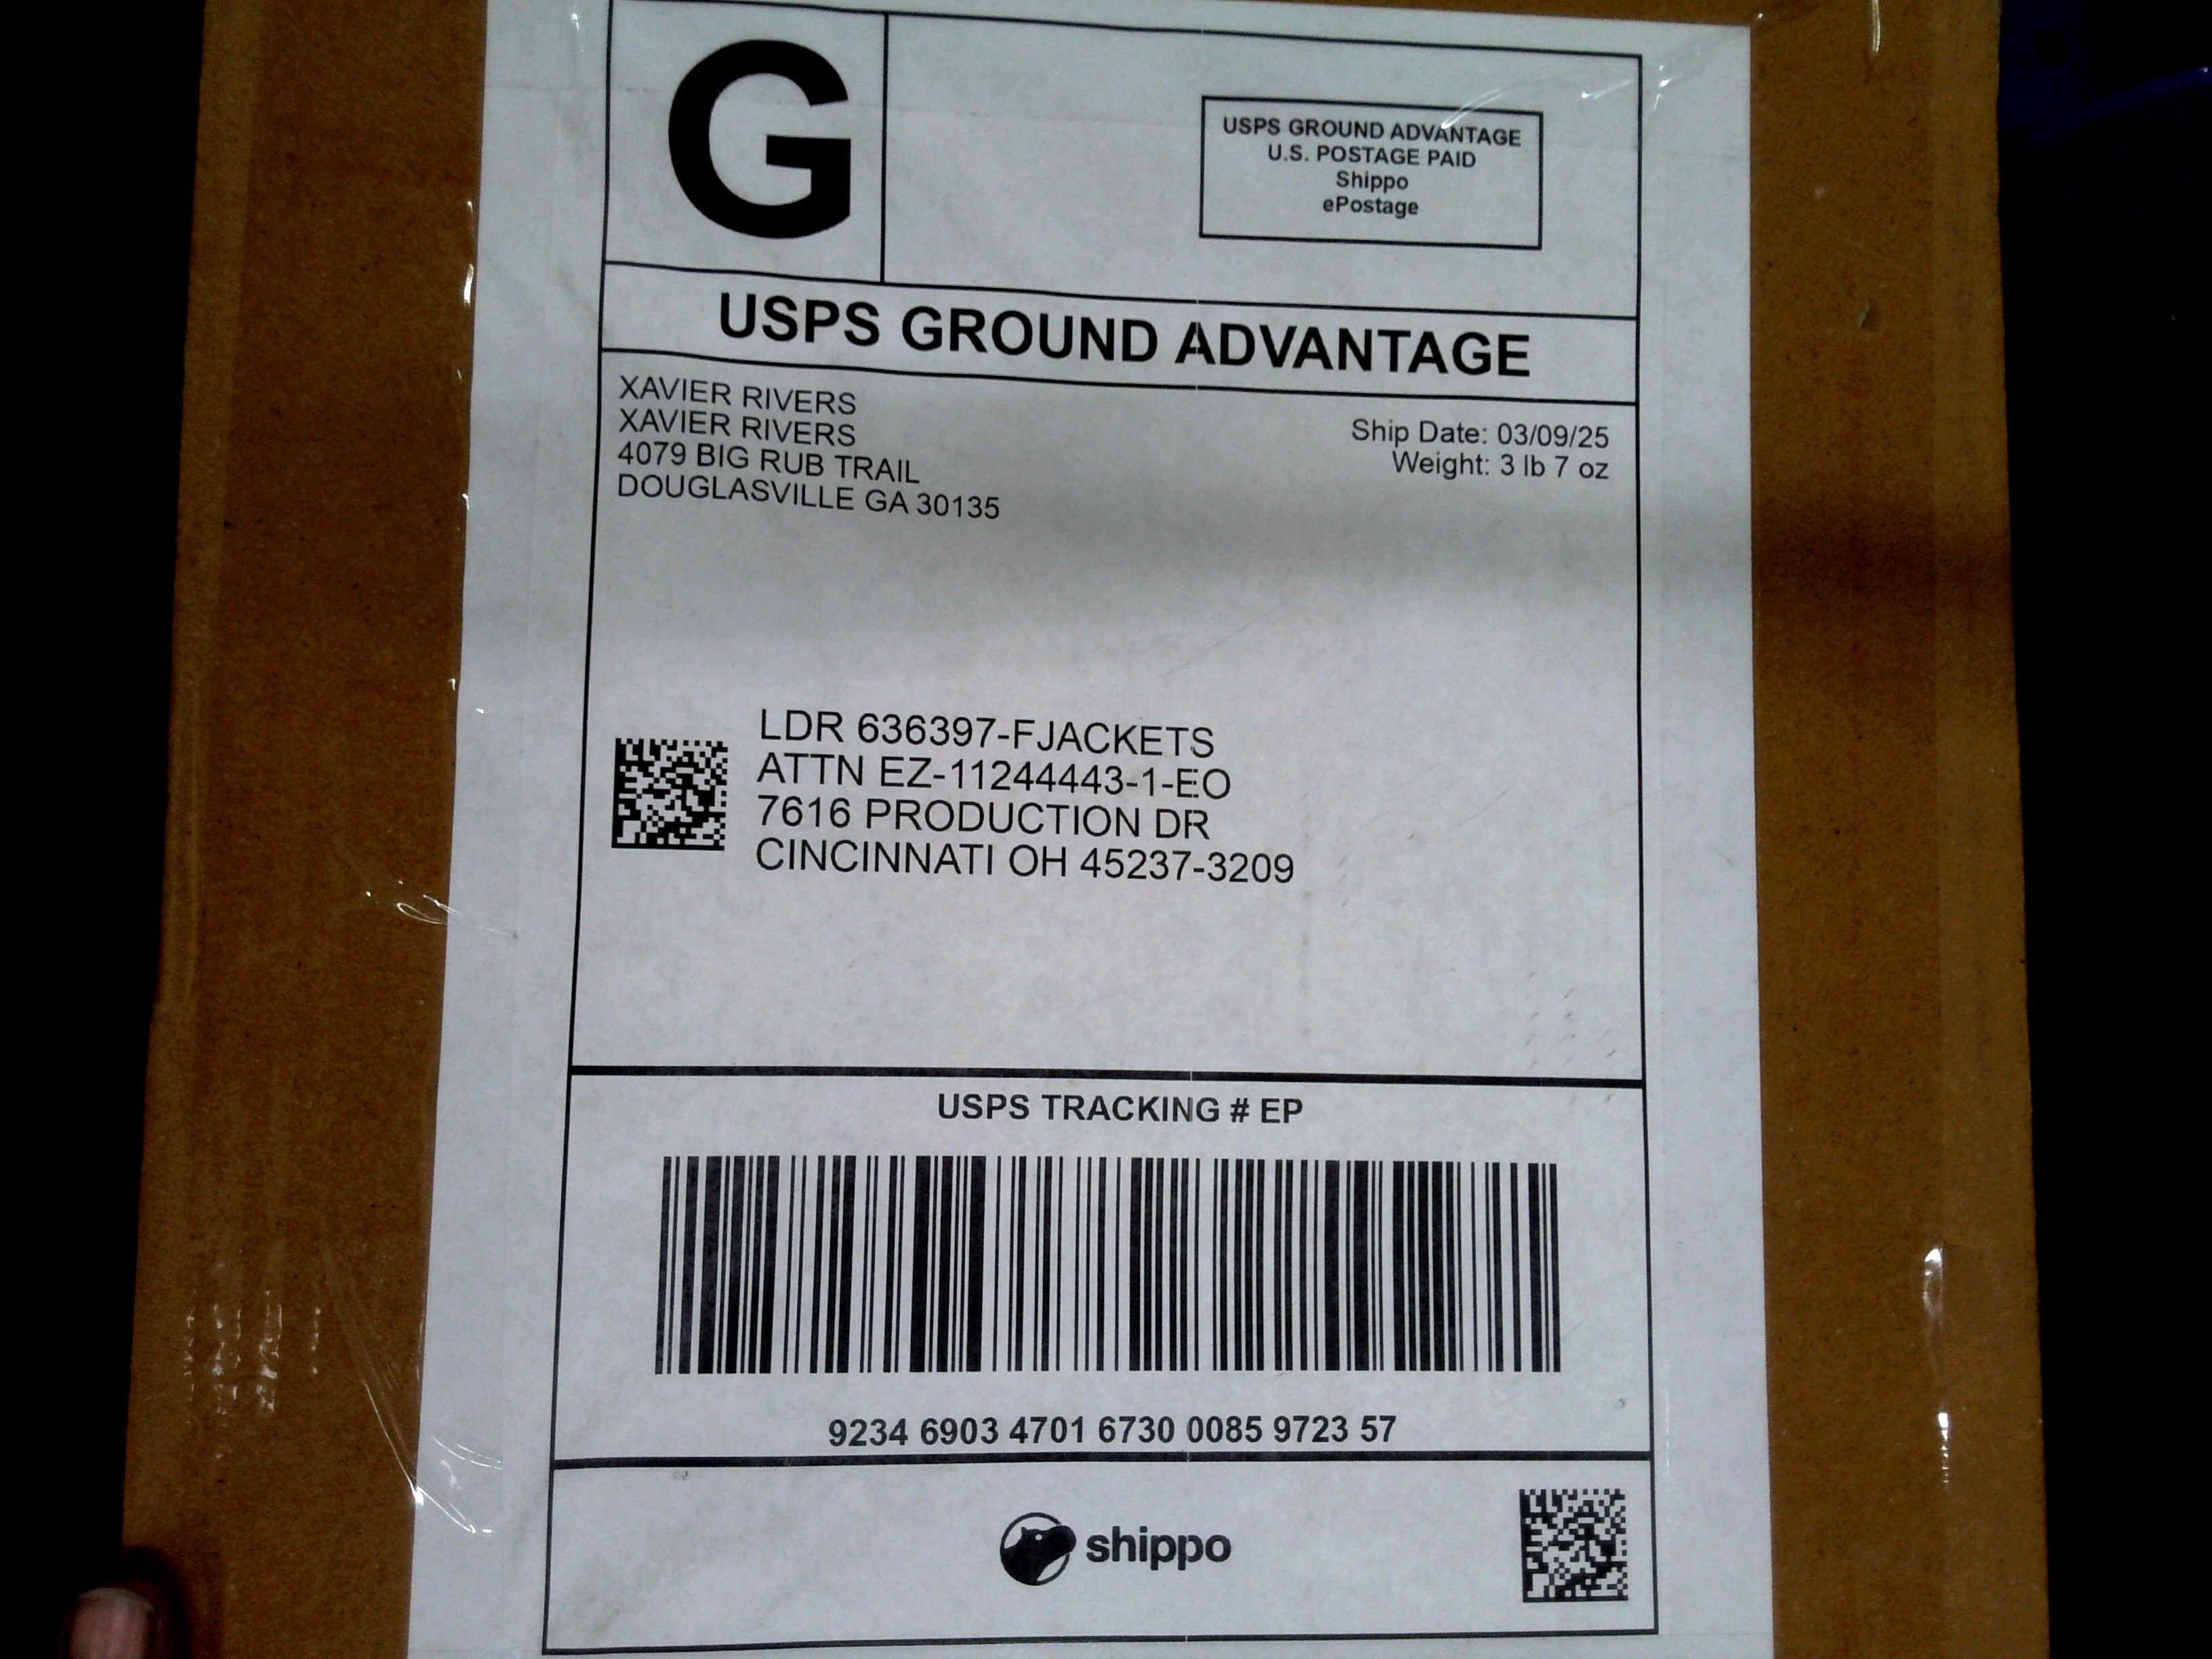 G
USPS GROUND ADVANTAGE
U.S. POSTAGE PAID
Shippo
ePostage
USPS GROUND ADVANTAGE
XAVIER RIVERS
XAVIER RIVERS
4079 BIG RUB TRAIL
DOUGLASVILLE GA 30135
Ship Date: 03/09/25
Weight: 3 lb 7 oz
LDR 636397-FJACKETS
ATTN EZ-11244443-1-EO
7616 PRODUCTION DR
CINCINNATI OH 45237-3209
USPS TRACKING # EP
9234 6903 4701 6730 0085 9723 57
shippo